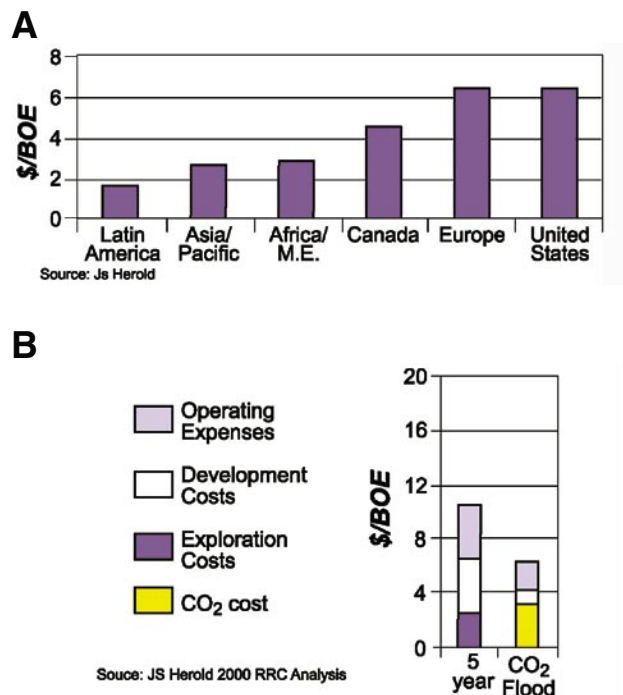 A
$/BOE
8
6
4
2
0
Latin
America
Asia/
Pacific
Africa/
M.E.
Canada
Europe
United
States
Source: Js Herold
B
Operating
Expenses
Development
Costs
Exploration
Costs
CO₂ cost
$/BOE
20
16
12
8
4
0
5
year
CO₂
Flood
Souce: JS Herold 2000 RRC Analysis